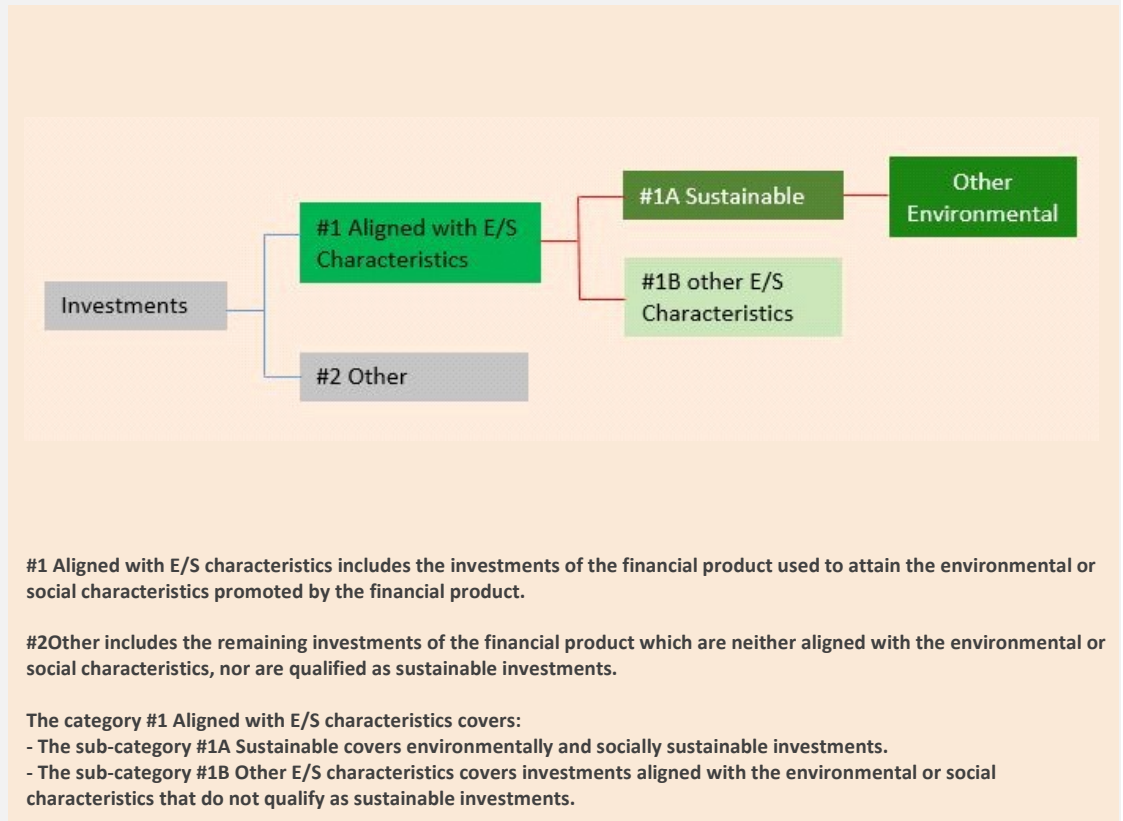 Investments
#1 Aligned with E/S
Characteristics
#2 Other
#1A Sustainable
#1B other E/S
Characteristics
Other
Environmental
#1 Aligned with E/S characteristics includes the investments of the financial product used to attain the environmental or
social characteristics promoted by the financial product.
#2Other includes the remaining investments of the financial product which are neither aligned with the environmental or
social characteristics, nor are qualified as sustainable investments.
The category #1 Aligned with E/S characteristics covers:
- The sub-category #1A Sustainable covers environmentally and socially sustainable investments.
- The sub-category #1B Other E/S characteristics covers investments aligned with the environmental or social
characteristics that do not qualify as sustainable investments.